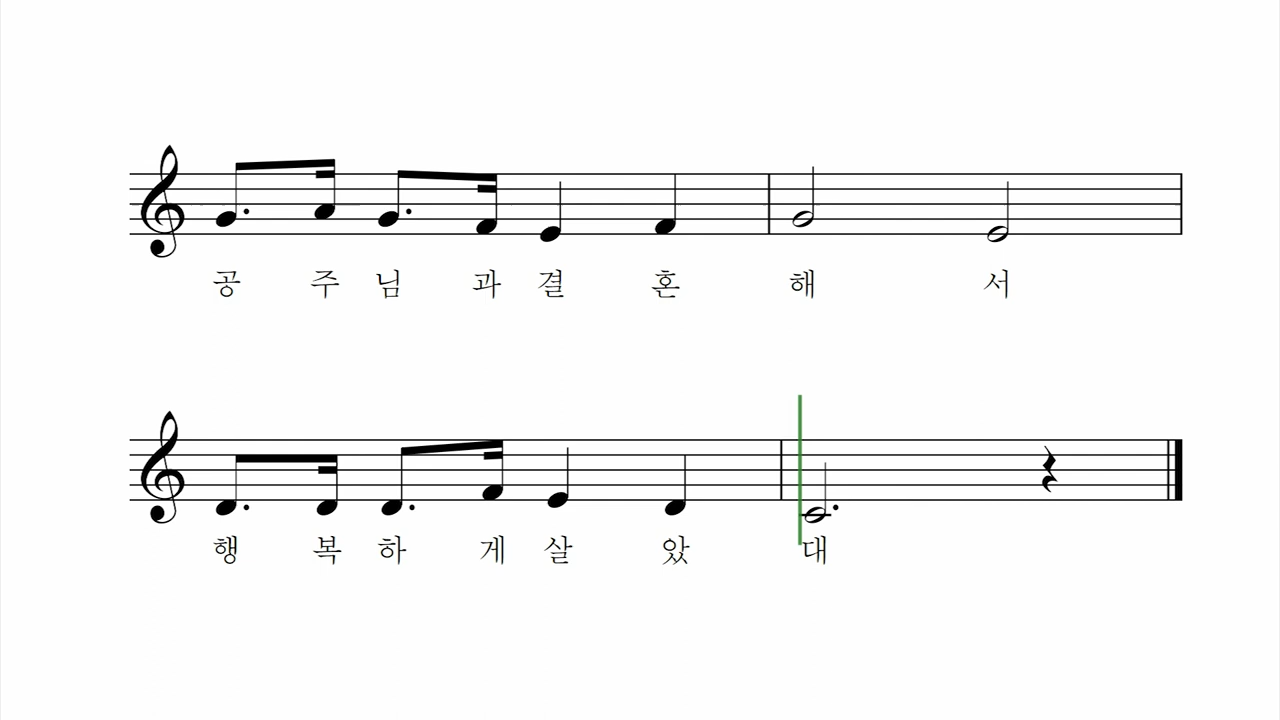 공 주 님 과 결 혼 해 서
행 복 하 게 살 았 대